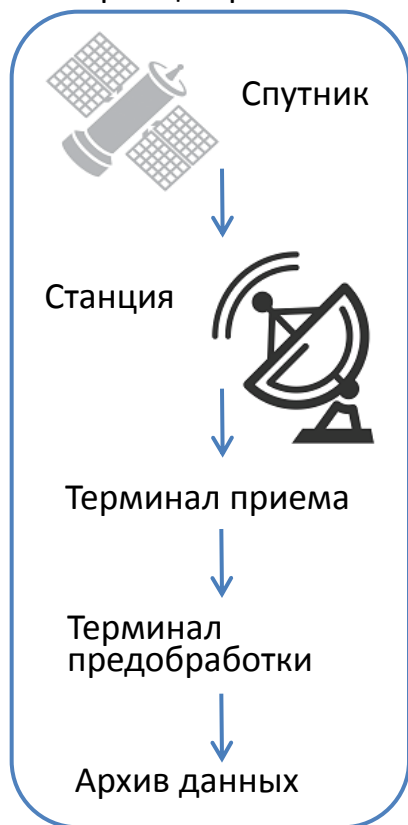 Спутник
Станция
Терминал приема
Терминал
предобработки
Архив данных